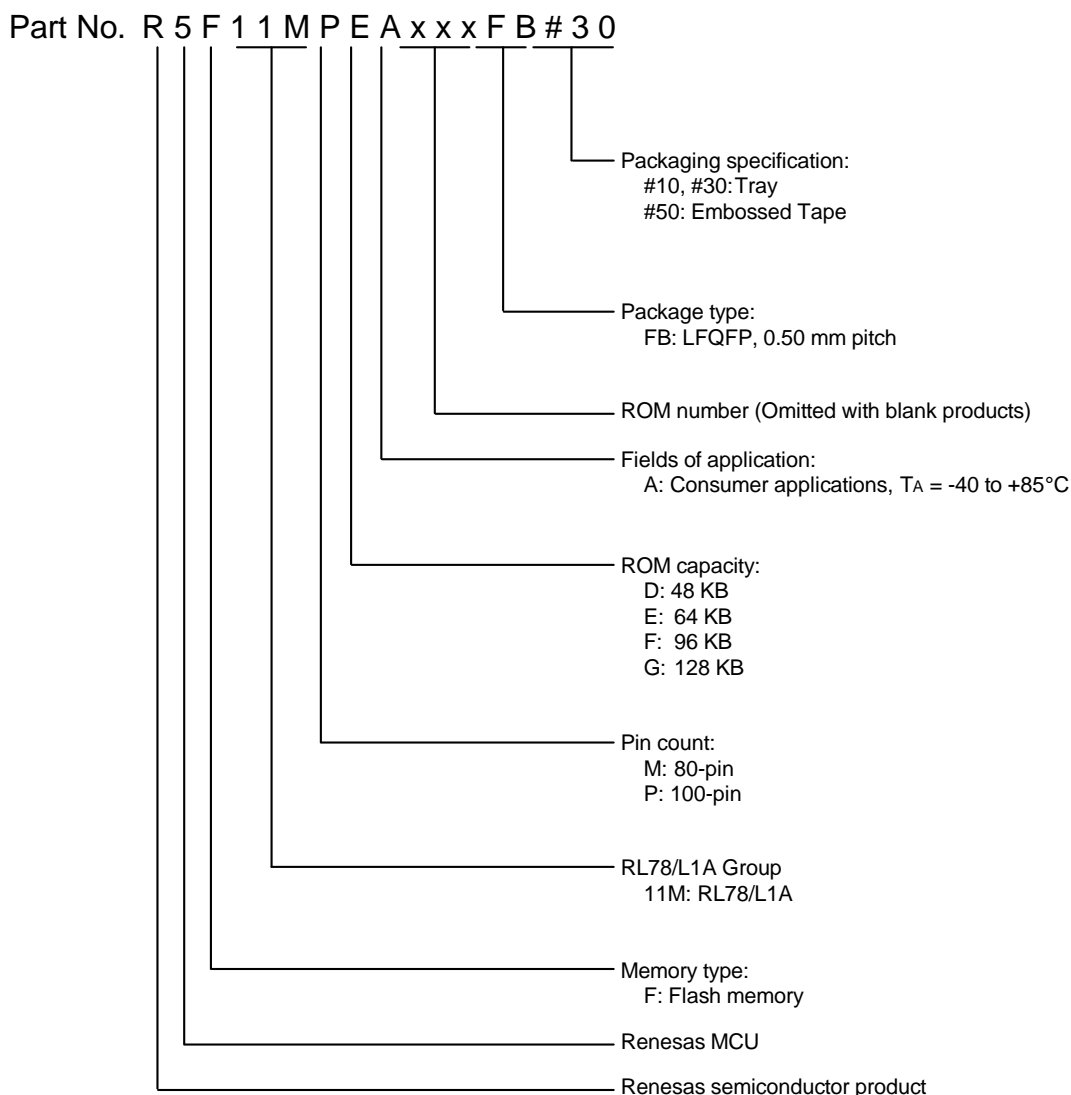 Part No. R 5 F 1 1 M P E A x x x F B # 3 0
Packaging specification:
#10, #30:Tray
#50: Embossed Tape
Package type:
FB: LFQFP, 0.50 mm pitch
ROM number (Omitted with blank products)
Fields of application:
A: Consumer applications, TA = -40 to +85°C
ROM capacity:
D: 48 KB
E: 64 KB
F: 96 KB
G: 128 KB
Pin count:
M: 80-pin
P: 100-pin
RL78/L1A Group
11M: RL78/L1A
Memory type:
F: Flash memory
Renesas MCU
Renesas semiconductor product